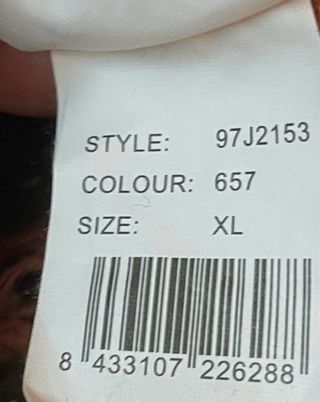 STYLE: 97J2153
COLOUR: 657
SIZE: XL
8 433107 226288